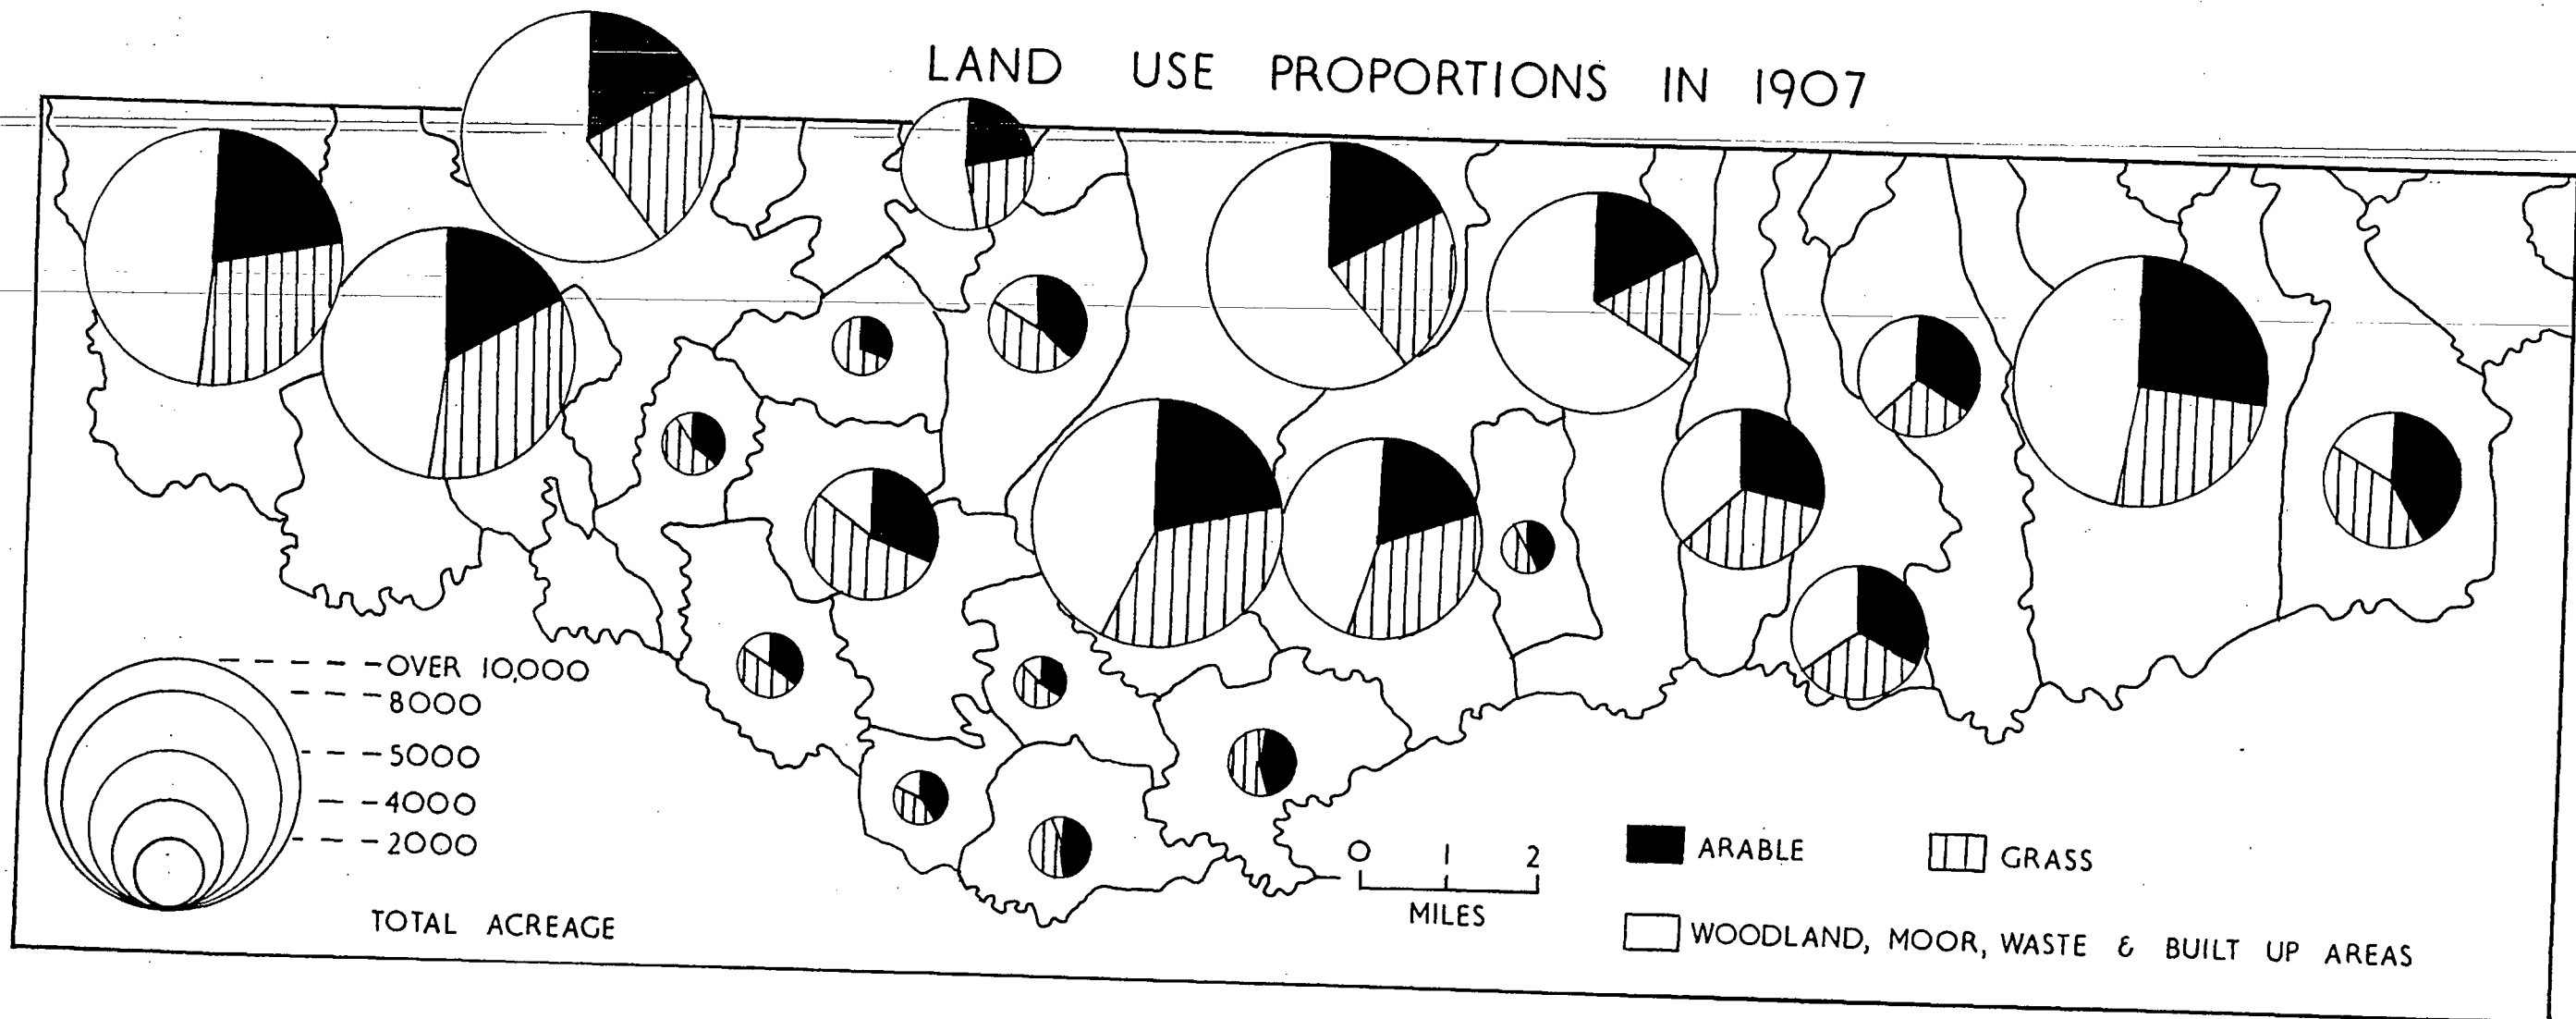 LAND USE PROPORTIONS IN 1907
OVER 10,000
8000
5000
4000
2000
TOTAL ACREAGE
0 1 2
MILES
ARABLE
GRASS
WOODLAND, MOOR, WASTE & BUILT UP AREAS